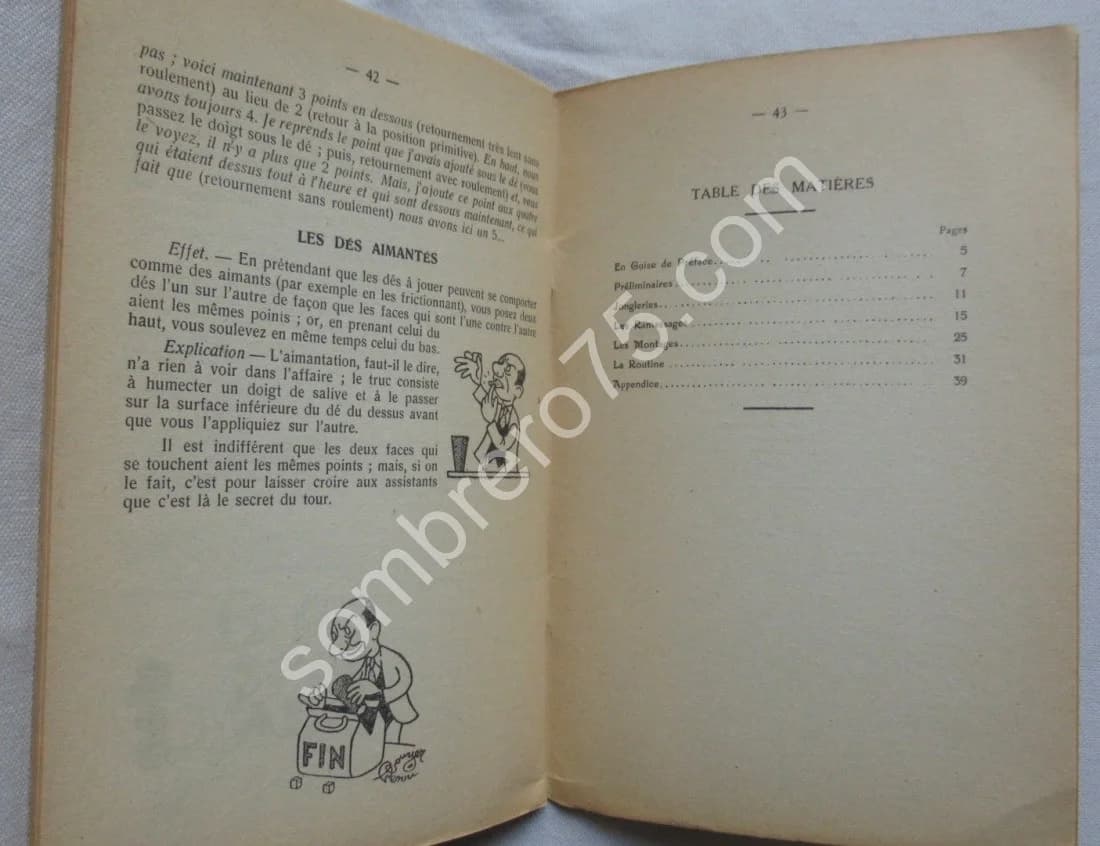 — 42 —
pas ; voici maintenant 3 points en dessous (retournement très lent sans
roulement) au lieu de 2 (retour à la position primitive). En haut, nous
avons toujours 4. Je reprends le point que j'avais ajouté sous le dé (vous
passez le doigt sous le dé ; puis, retournement avec roulement) et, vous
le voyez, il n'y a plus que 2 points. Mais, j'ajoute ce point aux quatre
qui étaient dessus tout à l'heure et qui sont dessous maintenant, ce qui
fait que (retournement sans roulement) nous avons ici un 5...
LES DÉS AIMANTÉS
Effet. — En prétendant que les dés à jouer peuvent se comporter
comme des aimants (par exemple en les frictionnant), vous posez deux
dés l'un sur l'autre de façon que les faces qui sont l'une contre l'autre
aient les mêmes points ; or, en prenant celui du
haut, vous soulevez en même temps celui du bas.
Explication — L'aimantation, faut-il le dire,
n'a rien à voir dans l'affaire ; le truc consiste
à humecter un doigt de salive et à le passer
sur la surface inférieure du dé du dessus avant
que vous l'appliquiez sur l'autre.
Il est indifférent que les deux faces qui
se touchent aient les mêmes points ; mais, si on
le fait, c'est pour laisser croire aux assistants
que c'est là le secret du tour.
FIN
— 43 —
TABLE DES MATIÈRES
Pages
En Guise de Préface 5
Préliminaires 7
Jongleries 11
Les Ramassages 15
Les Montages 25
La Routine 31
Appendice 39
sombrero75.com